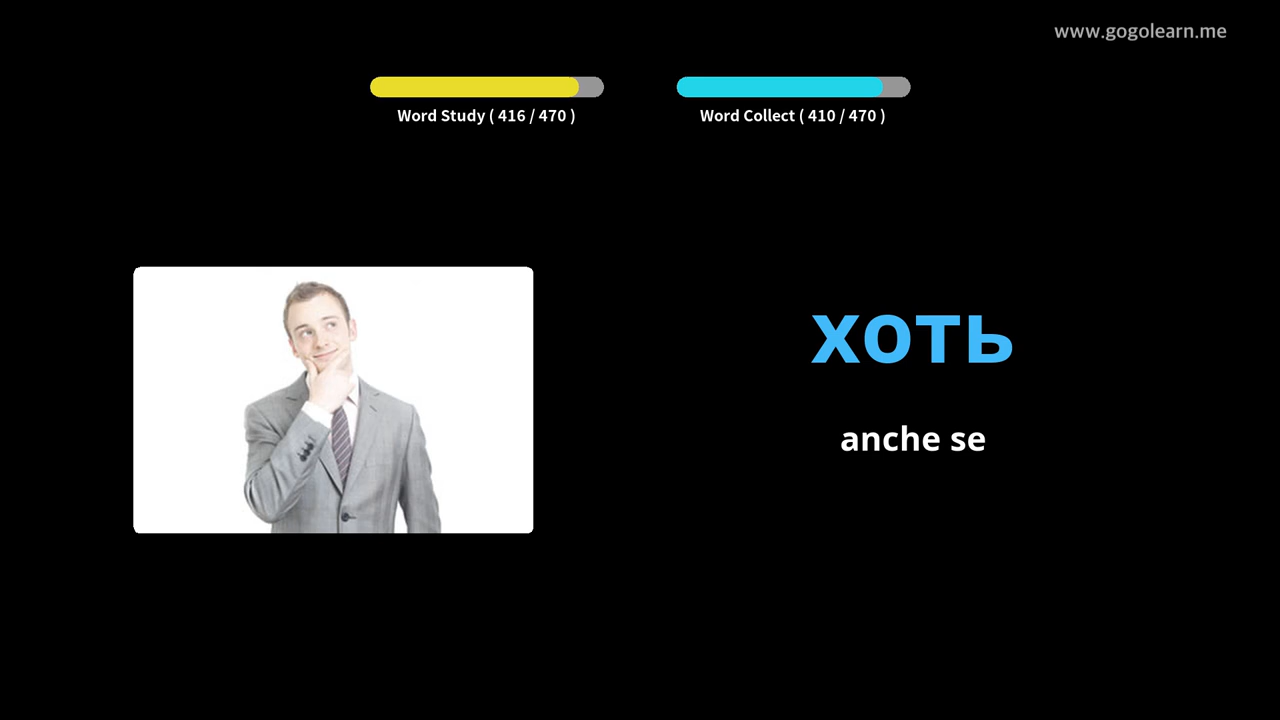 www.gogolearn.me
Word Study ( 416 / 470 )
Word Collect ( 410 / 470 )
хоть
anche se